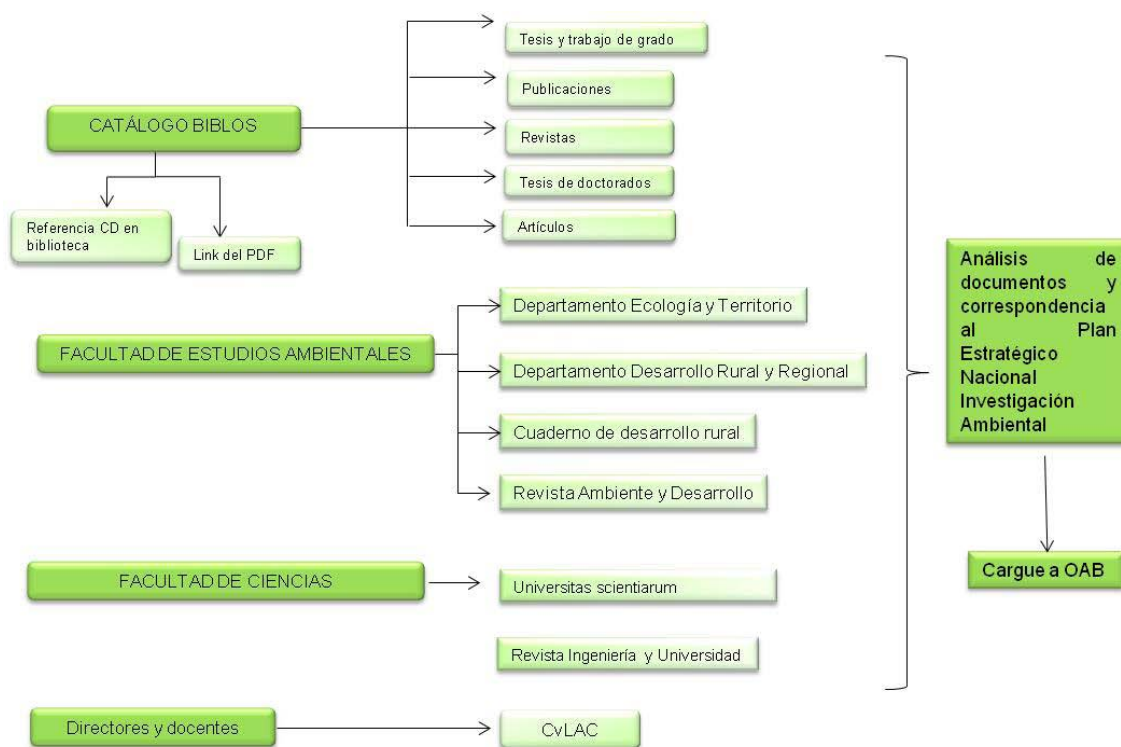 Tesis y trabajo de grado
Publicaciones
CATÁLOGO BIBLOS
Revistas
Tesis de doctorados
Referencia CD en
biblioteca
Link del PDF
Artículos
Departamento Ecología y Territorio
FACULTAD DE ESTUDIOS AMBIENTALES
Departamento Desarrollo Rural y Regional
Cuaderno de desarrollo rural
Revista Ambiente y Desarrollo
FACULTAD DE CIENCIAS
Universitas scientiarum
Revista Ingeniería y Universidad
Directores y docentes
CvLAC
Análisis de
documentos y
correspondencia
al Plan
Estratégico
Nacional
Investigación
Ambiental
Cargue a OAB